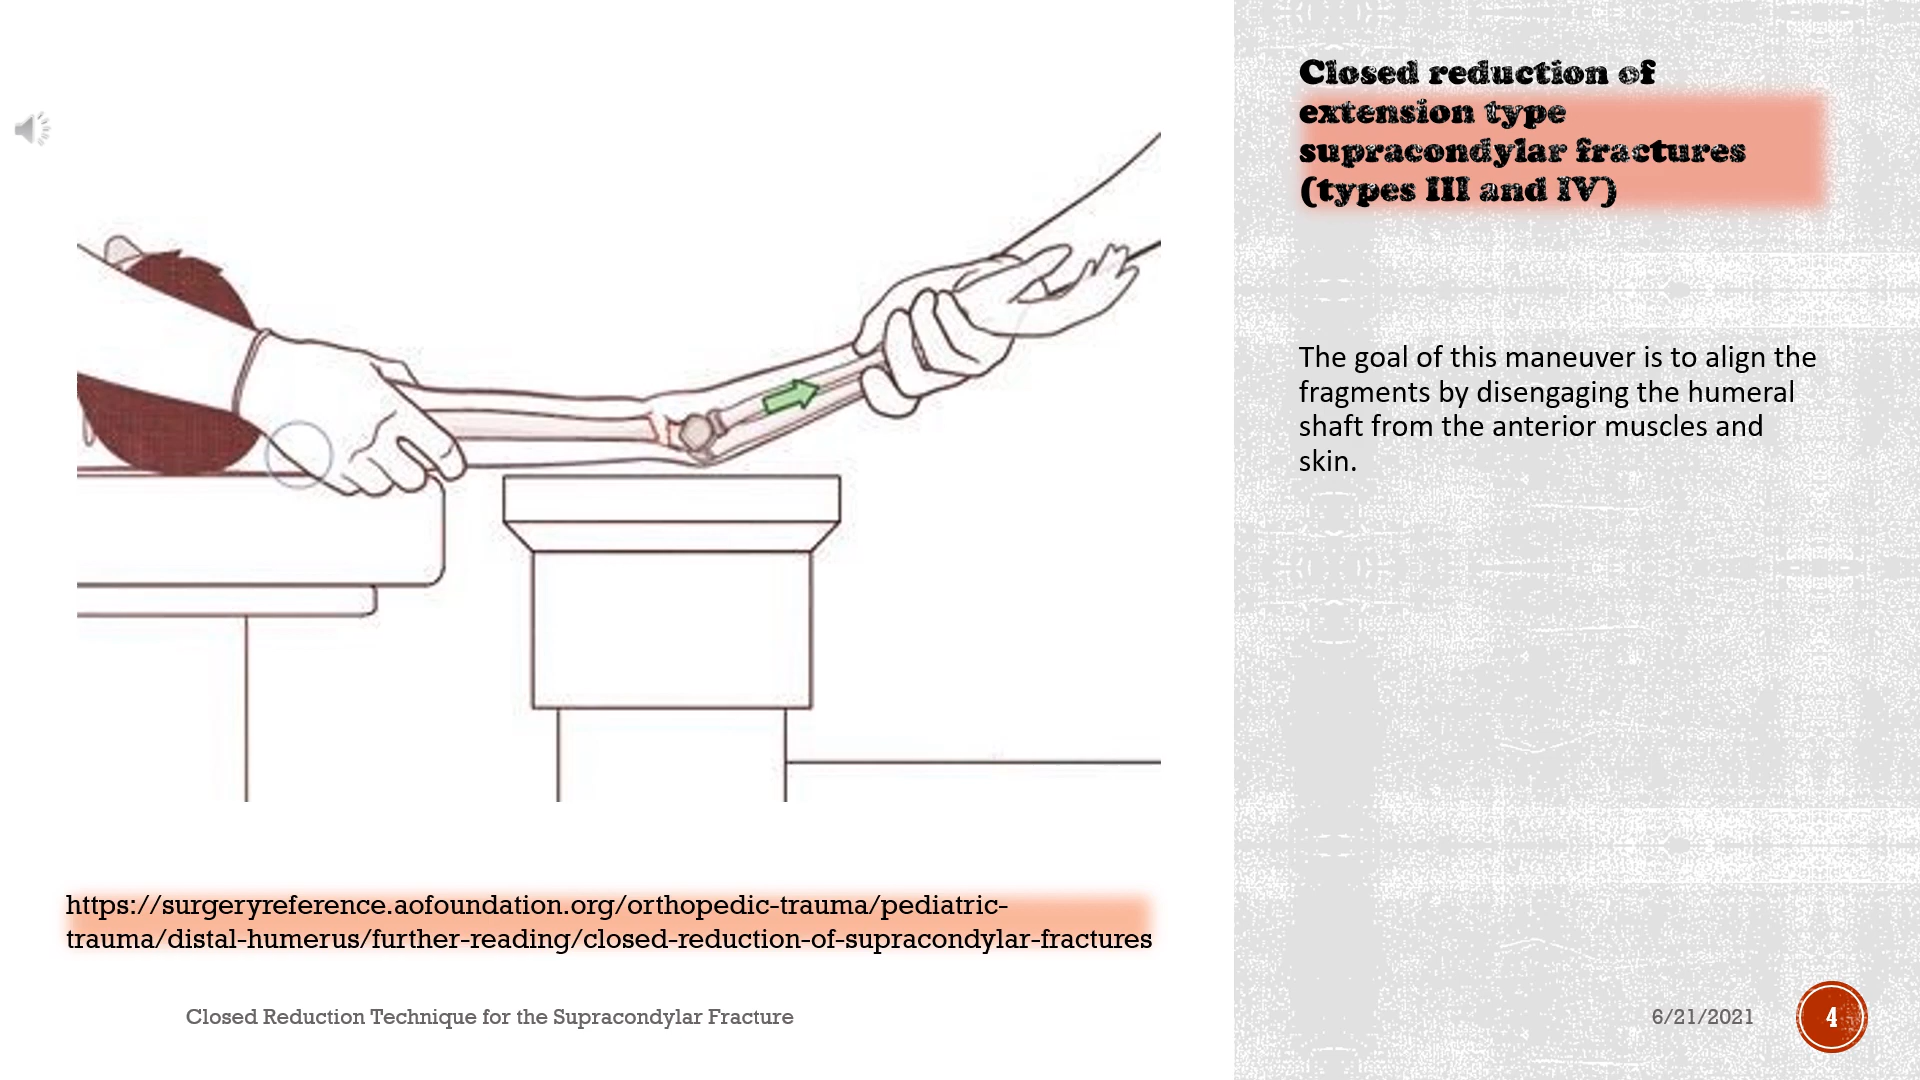 Closed reduction of
extension type
supracondylar fractures
(types III and IV)
The goal of this maneuver is to align the
fragments by disengaging the humeral
shaft from the anterior muscles and
skin.
https://surgeryreference.aofoundation.org/orthopedic-trauma/pediatric-
trauma/distal-humerus/further-reading/closed-reduction-of-supracondylar-fractures
Closed Reduction Technique for the Supracondylar Fracture
6/21/2021
4